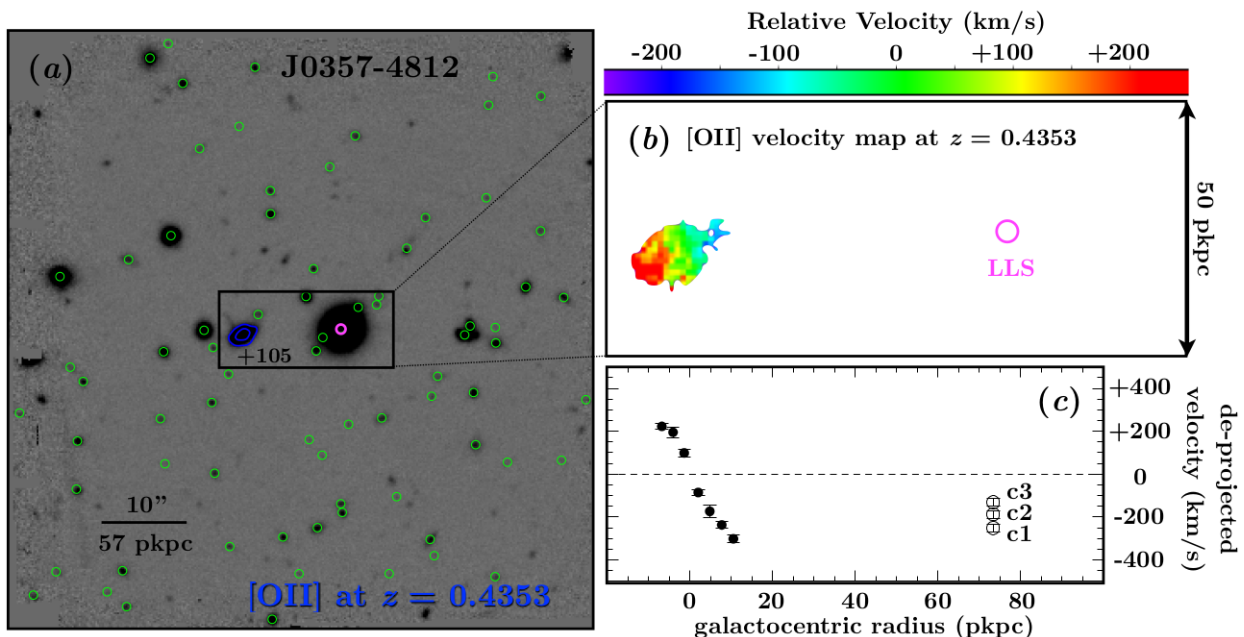 (a)
J0357-4812
+105
10”
57 pkpc
[OII] at z = 0.4353
Relative Velocity (km/s)
-200 -100 0 +100 +200
(b) [OII] velocity map at z = 0.4353
LLS
50 pkpc
(c)
+400
+200
0
-200
-400
c3
c2
c1
de-projected
velocity (km/s)
0 20 40 60 80
galactocentric radius (pkpc)